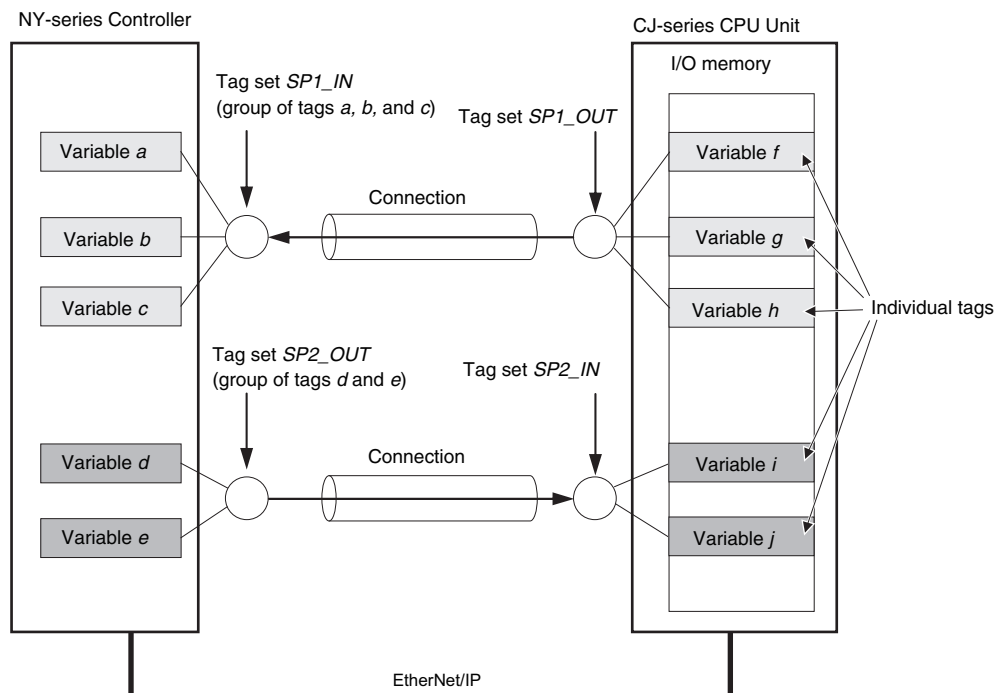 NY-series Controller
CJ-series CPU Unit
I/O memory
Tag set SP1_IN
(group of tags a, b, and c)
Tag set SP1_OUT
Variable a
Variable f
Connection
Variable b
Variable g
Variable c
Variable h
Individual tags
Tag set SP2_OUT
(group of tags d and e)
Tag set SP2_IN
Variable d
Connection
Variable i
Variable e
Variable j
EtherNet/IP